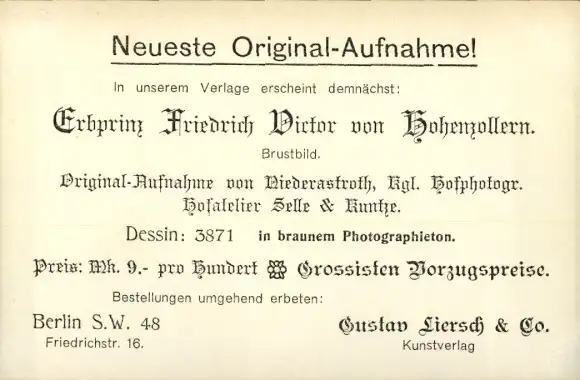 Neueste Original-Aufnahme!
In unserem Verlage erscheint demnächst:
Erbprinz Friedrich Victor von Hohenzollern.
Brustbild.
Original-Aufnahme von Niederastroth, Kgl. Hofphotogr.
Hofatelier Selle & Kuntze.
Dessin: 3871 in braunem Photographieton.
Preis: Mk. 9.- pro Hundert Grossisten Vorzugspreise.
Bestellungen umgehend erbeten:
Berlin S.W. 48 Gustav Liersch & Co.
Friedrichstr. 16. Kunstverlag